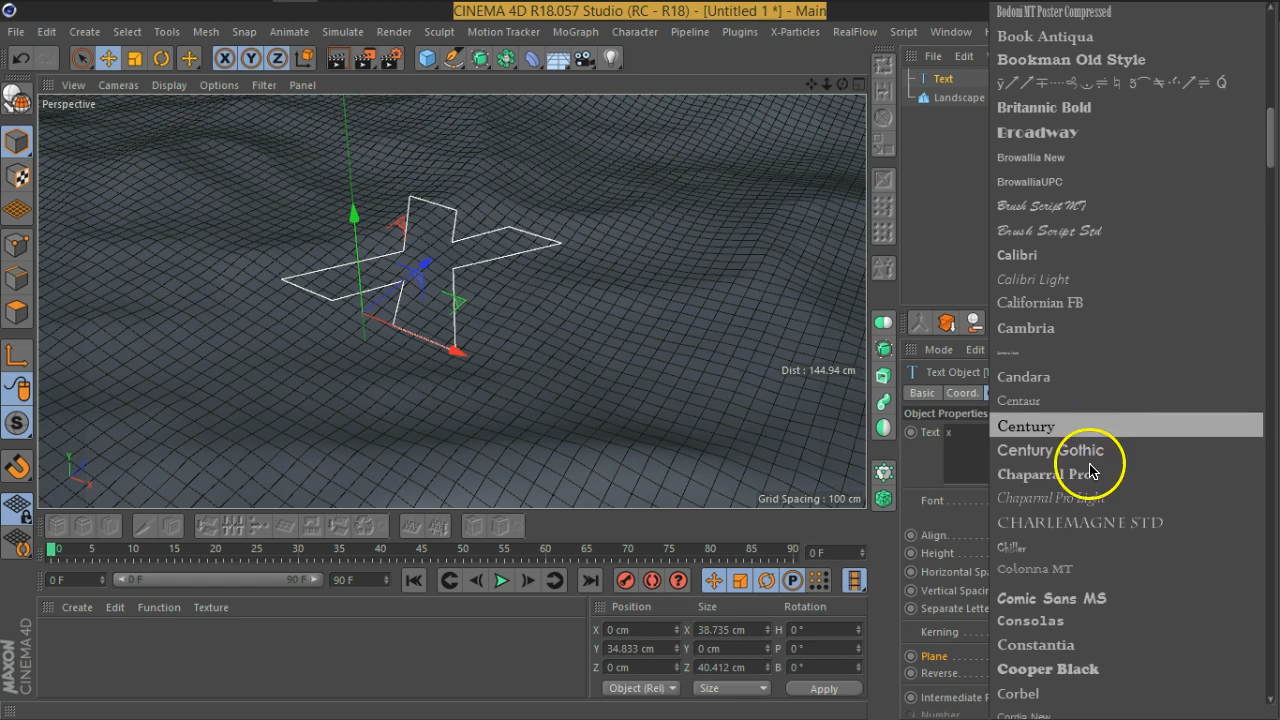 CINEMA 4D R18.057 Studio (RC - R18) - [Untitled 1 *] - Main
File Edit Create Select Tools Mesh Snap Animate Simulate Render Sculpt Motion Tracker MoGraph Character Pipeline Plugins X-Particles RealFlow Script Window
X Y Z
View Cameras Display Options Filter Panel
Perspective
File Edit
Text
Landscape
Dist : 144.94 cm
Grid Spacing : 100 cm
Y
X
S
Mode Edit
Text Object [
Basic Coord.
Object Properties
Text x
Font
Align
Height
Horizontal Spa
Vertical Spacin
Separate Lette
Kerning
Plane
Reverse
Intermediate P
Number
Bodoni MT Poster Compressed
Book Antiqua
Bookman Old Style
Britannic Bold
Broadway
Browallia New
BrowalliaUPC
Brush Script MT
Brush Script Std
Calibri
Calibri Light
Californian FB
Cambria
Candara
Centaur
Century
Century Gothic
Chaparral Pro
Chaparral Pro Light
CHARLEMAGNE STD
Chiller
Colonna MT
Comic Sans MS
Consolas
Constantia
Cooper Black
Corbel
Cordia New
0 5 10 15 20 25 30 35 40 45 50 55 60 65 70 75 80 85 90 0 F
0 F 0 F 90 F 90 F
P
Create Edit Function Texture
Position Size Rotation
X 0 cm X 38.735 cm H 0 °
Y 34.833 cm Y 0 cm P 0 °
Z 0 cm Z 40.412 cm B 0 °
Object (Rel) Size Apply
MAXON
CINEMA 4D